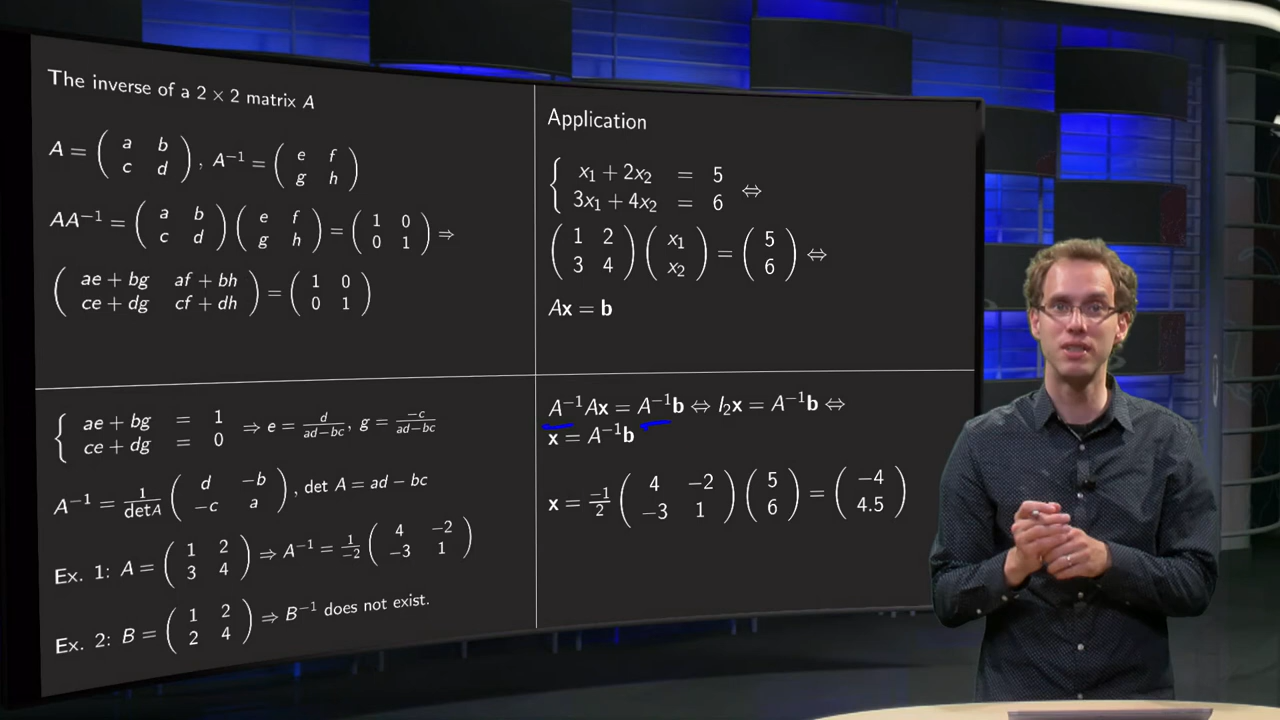 The inverse of a 2 × 2 matrix A
A = ( a b ; c d ), A⁻¹ = ( e f ; g h )
AA⁻¹ = ( a b ; c d ) ( e f ; g h ) = ( 1 0 ; 0 1 ) ⇒
( ae + bg af + bh ; ce + dg cf + dh ) = ( 1 0 ; 0 1 )
{ ae + bg = 1
ce + dg = 0 ⇒ e = d/(ad−bc), g = −c/(ad−bc)
A⁻¹ = 1/detA ( d −b ; −c a ), det A = ad − bc
Ex. 1: A = ( 1 2 ; 3 4 ) ⇒ A⁻¹ = 1/−2 ( 4 −2 ; −3 1 )
Ex. 2: B = ( 1 2 ; 2 4 ) ⇒ B⁻¹ does not exist.
Application
{ x₁ + 2x₂ = 5
3x₁ + 4x₂ = 6 ⇔
( 1 2 ; 3 4 ) ( x₁ ; x₂ ) = ( 5 ; 6 ) ⇔
Ax = b
A⁻¹Ax = A⁻¹b ⇔ I₂x = A⁻¹b ⇔
x = A⁻¹b
x = −1/2 ( 4 −2 ; −3 1 ) ( 5 ; 6 ) = ( −4 ; 4.5 )